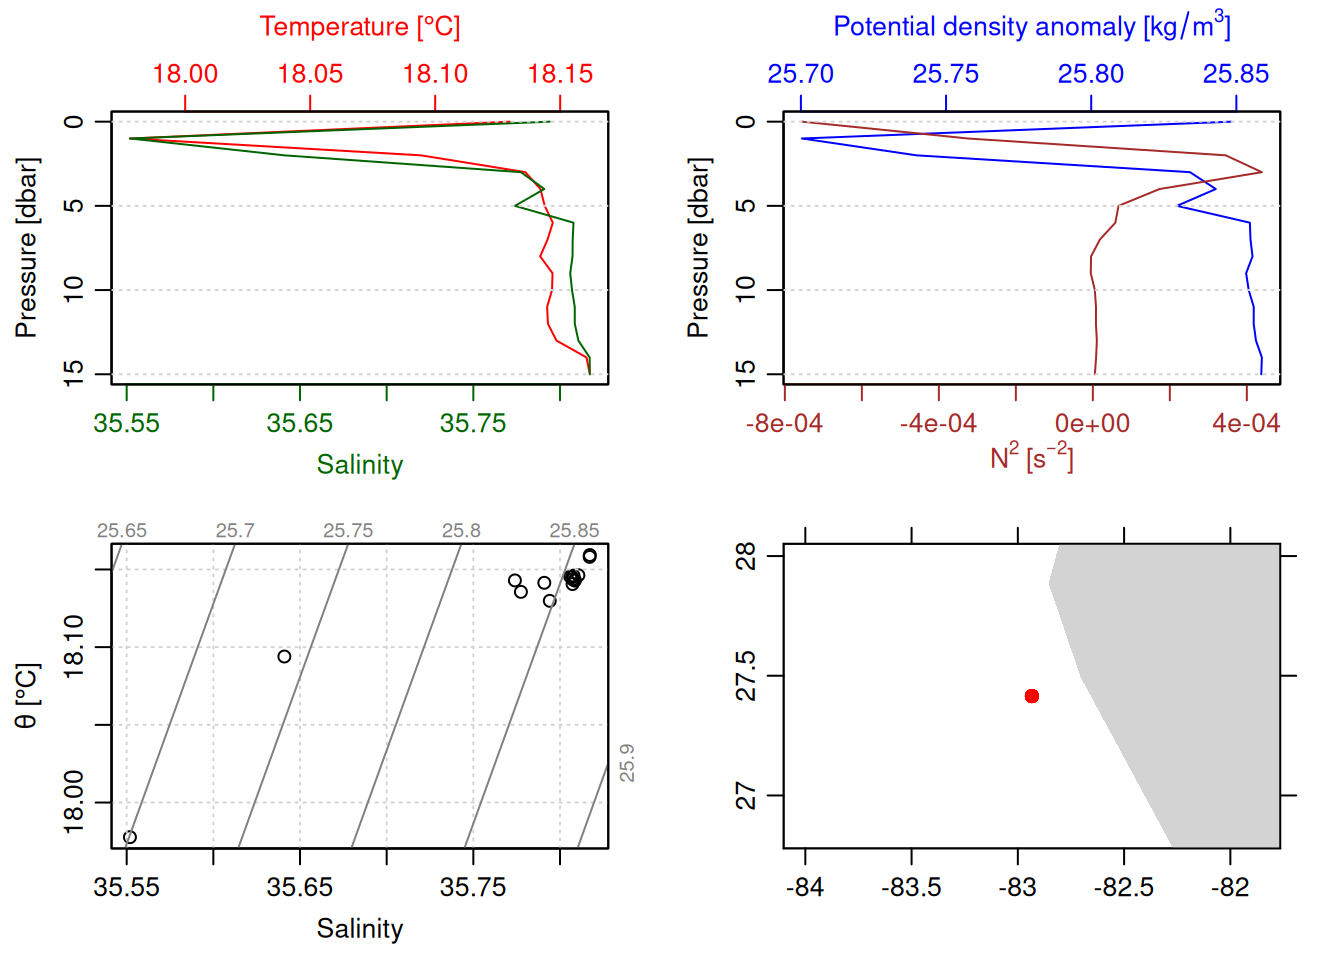 Temperature [°C]
18.00 18.05 18.10 18.15
Pressure [dbar]
0
5
10
15
35.55 35.65 35.75
Salinity
Potential density anomaly [kg/m³]
25.70 25.75 25.80 25.85
Pressure [dbar]
0
5
10
15
-8e-04 -4e-04 0e+00 4e-04
N² [s⁻²]
25.65 25.7 25.75 25.8 25.85
25.9
θ [°C]
18.10
18.00
35.55 35.65 35.75
Salinity
28
27.5
27
-84 -83.5 -83 -82.5 -82